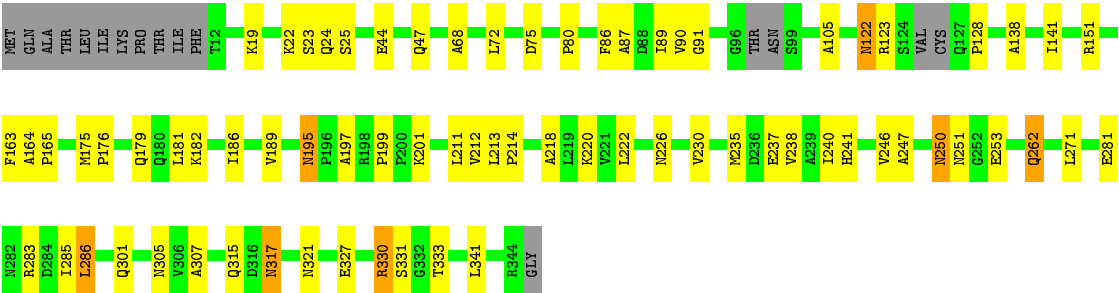 MET GLN ALA THR LEU ILE LYS PRO THR ILE PHE T12 K19 K22 S23 Q24 S25 E44 Q47 A68 L72 D75 P80 F86 A87 D88 I89 V90 G91 G96 THR ASN S99 A105 N122 R123 S124 VAL CYS Q127 P128 A138 I141 R151
F163 A164 P165 M175 P176 Q179 Q180 L181 K182 I186 V189 N195 P196 A197 R198 P199 P200 K201 L211 V212 L213 P214 A218 L219 K220 V221 L222 N226 V230 M235 D236 E237 V238 A239 I240 H241 V246 A247 N250 N251 G252 E253 Q262 L271 E281
N282 R283 D284 I285 L286 Q301 N305 V306 A307 Q315 D316 N317 N321 E327 R330 S331 G332 T333 L341 R344 GLY